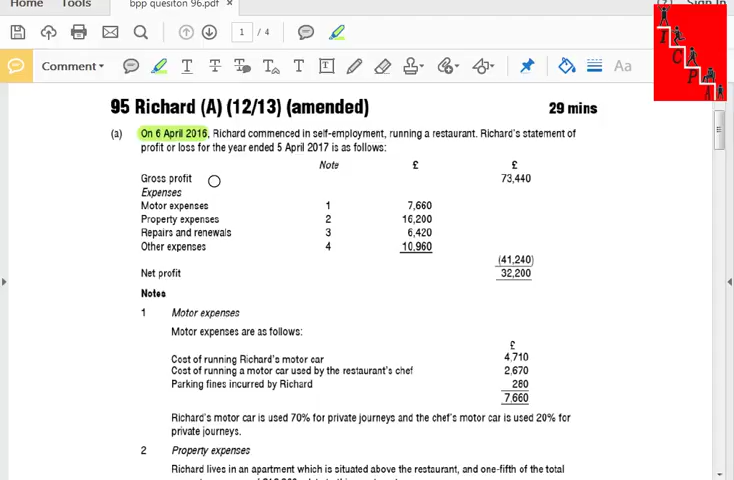 Home Tools bpp quesiton 96.pdf × Sign In
1 / 4
Comment T T T T T Aa
I
C
P
A
95 Richard (A) (12/13) (amended) 29 mins
(a) On 6 April 2016, Richard commenced in self-employment, running a restaurant. Richard's statement of
profit or loss for the year ended 5 April 2017 is as follows:
Note £ £
Gross profit 73,440
Expenses
Motor expenses 1 7,660
Property expenses 2 16,200
Repairs and renewals 3 6,420
Other expenses 4 10,960
(41,240)
Net profit 32,200
Notes
1 Motor expenses
Motor expenses are as follows:
£
Cost of running Richard's motor car 4,710
Cost of running a motor car used by the restaurant's chef 2,670
Parking fines incurred by Richard 280
7,660
Richard's motor car is used 70% for private journeys and the chef's motor car is used 20% for
private journeys.
2 Property expenses
Richard lives in an apartment which is situated above the restaurant, and one-fifth of the total